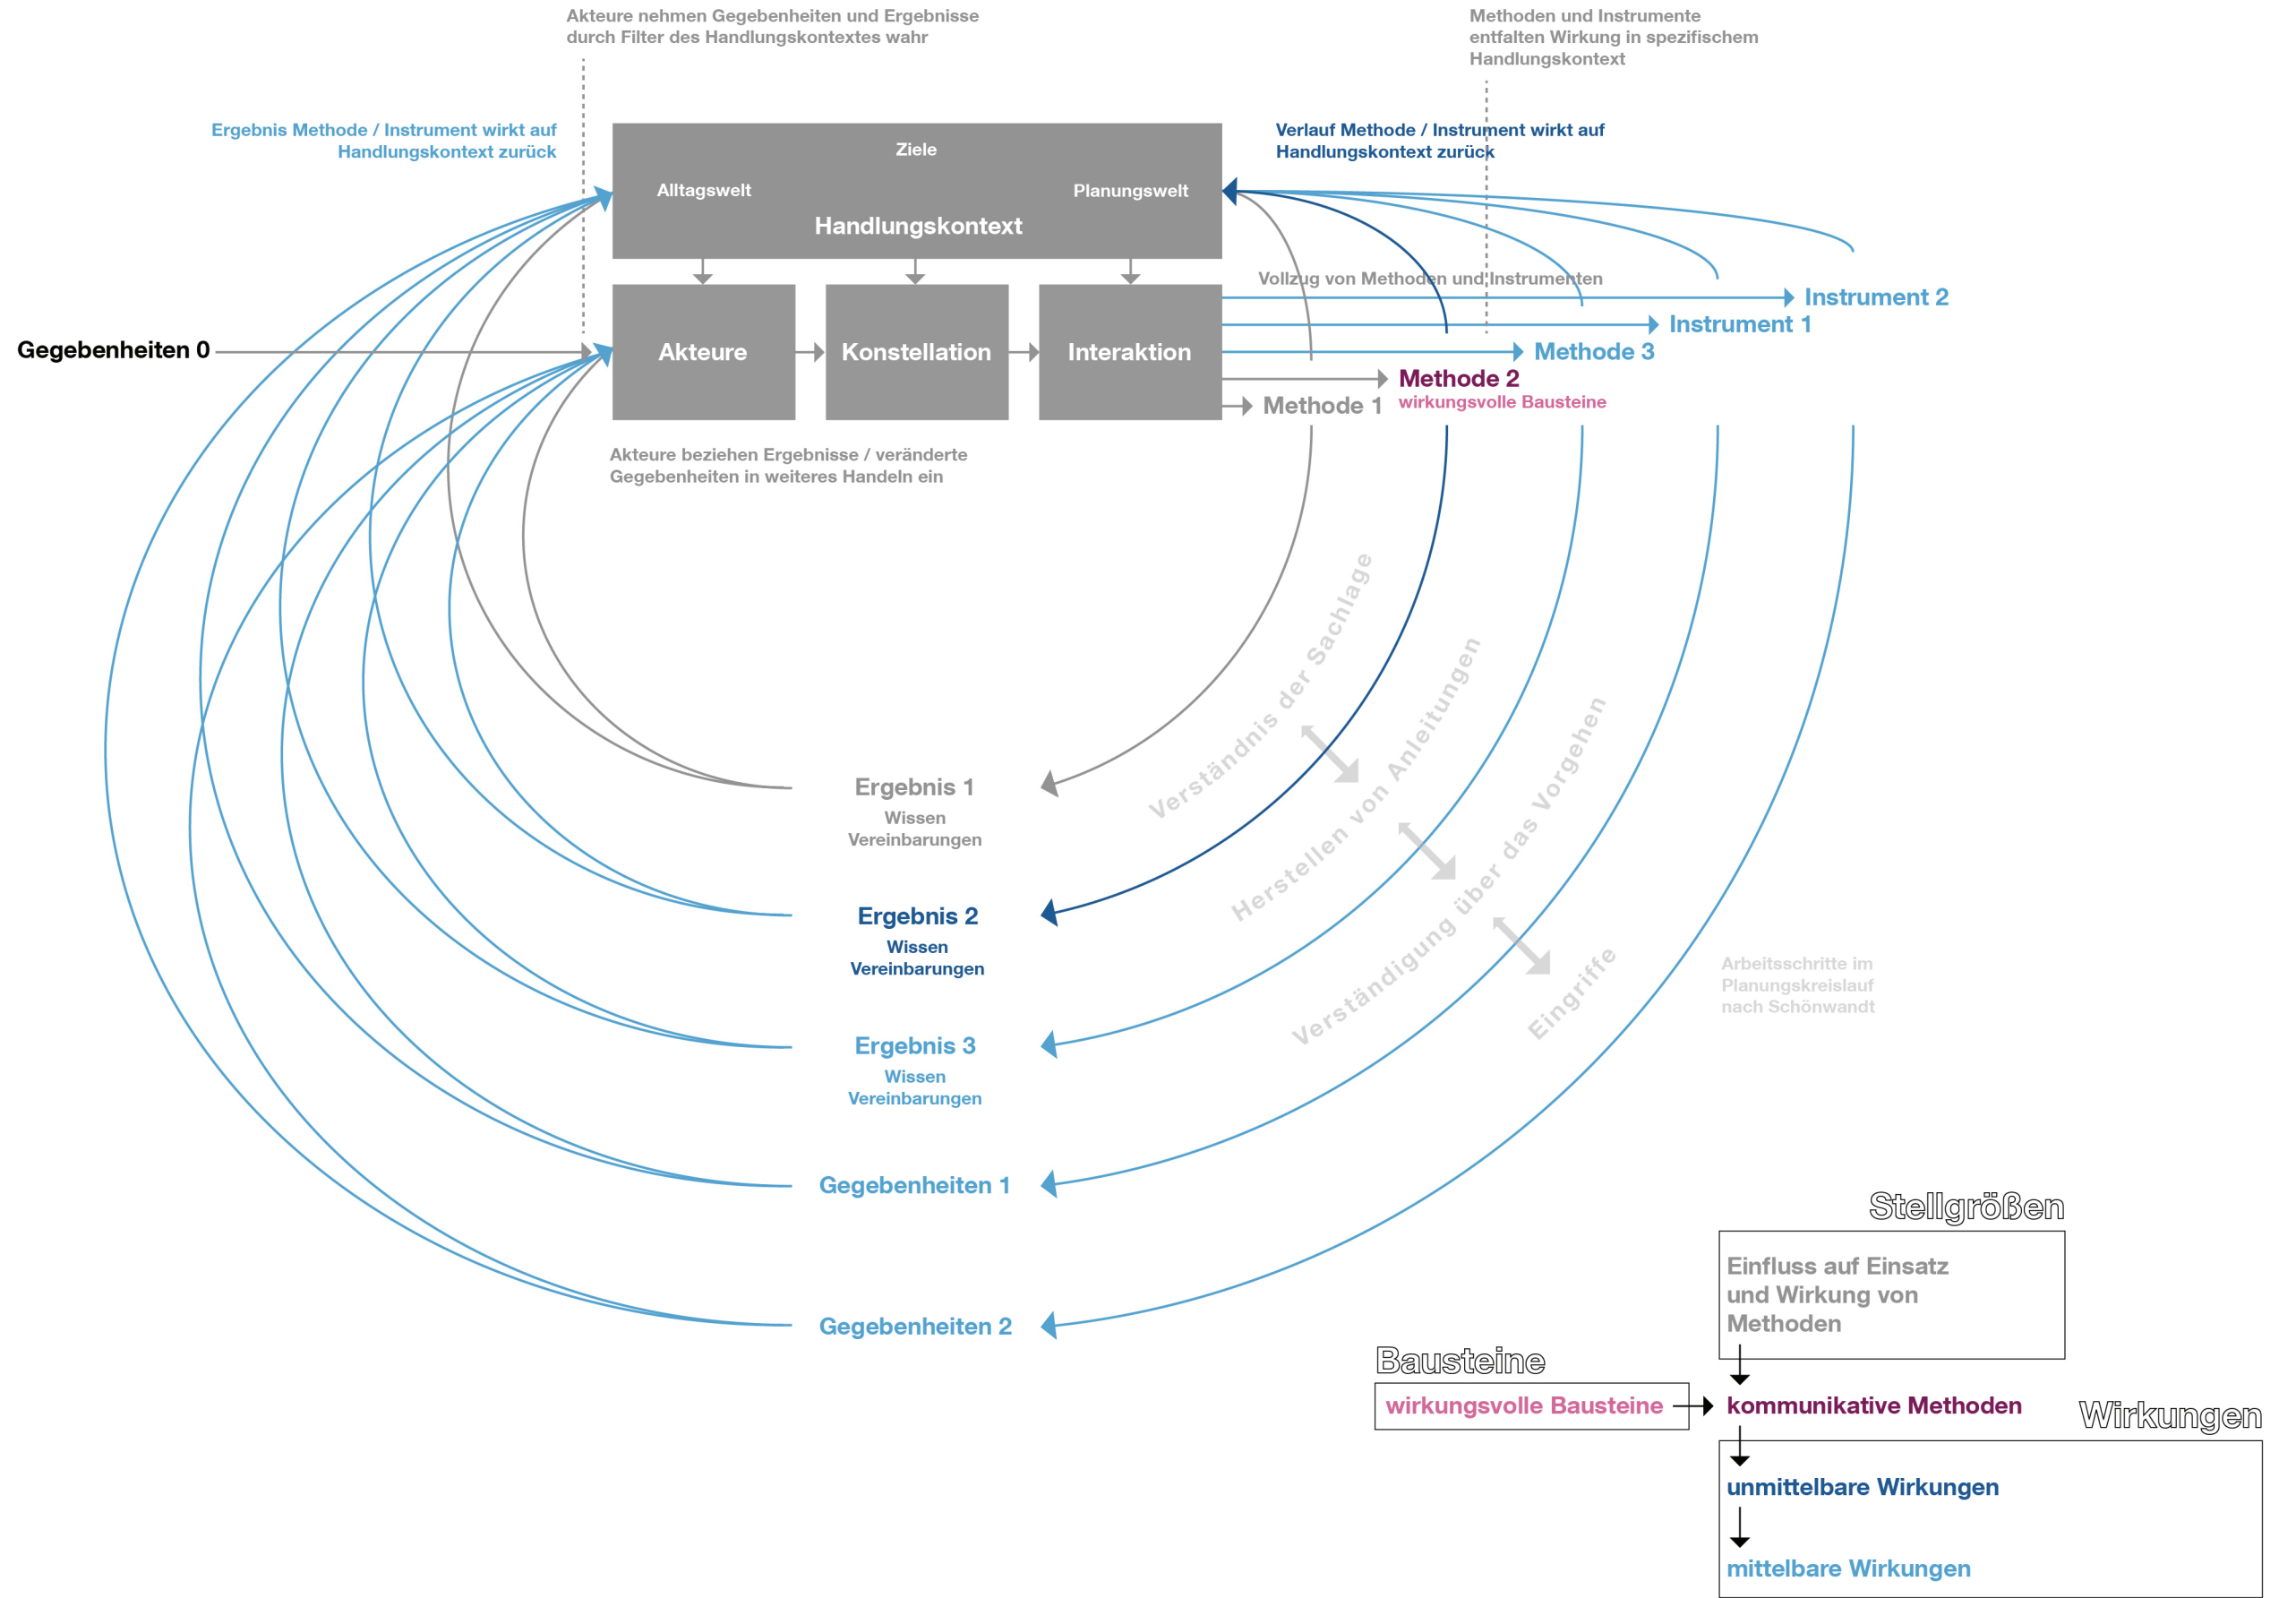 Akteure nehmen Gegebenheiten und Ergebnisse
durch Filter des Handlungskontextes wahr
Methoden und Instrumente
entfalten Wirkung in spezifischem
Handlungskontext
Ergebnis Methode / Instrument wirkt auf
Handlungskontext zurück
Verlauf Methode / Instrument wirkt auf
Handlungskontext zurück
Ziele
Alltagswelt
Planungswelt
Handlungskontext
Vollzug von Methoden und Instrumenten
Instrument 2
Instrument 1
Gegebenheiten 0
Akteure
Konstellation
Interaktion
Methode 3
Methode 2
wirkungsvolle Bausteine
Methode 1
Akteure beziehen Ergebnisse / veränderte
Gegebenheiten in weiteres Handeln ein
Verständnis der Sachlage
Herstellen von Anleitungen
Verständigung über das Vorgehen
Eingriffe
Arbeitsschritte im
Planungskreislauf
nach Schönwandt
Ergebnis 1
Wissen
Vereinbarungen
Ergebnis 2
Wissen
Vereinbarungen
Ergebnis 3
Wissen
Vereinbarungen
Gegebenheiten 1
Gegebenheiten 2
Stellgrößen
Einfluss auf Einsatz
und Wirkung von
Methoden
Bausteine
wirkungsvolle Bausteine
kommunikative Methoden
Wirkungen
unmittelbare Wirkungen
mittelbare Wirkungen